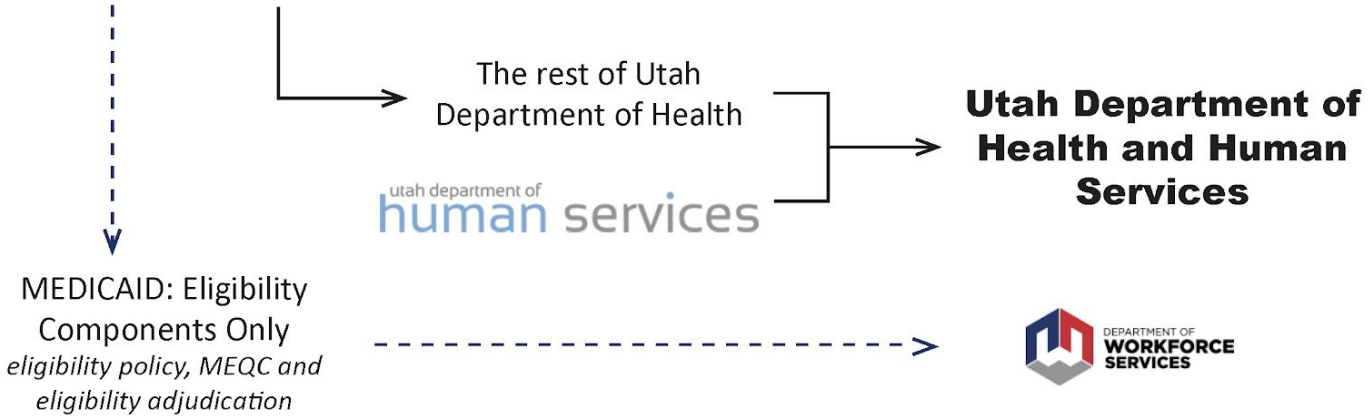 The rest of Utah
Department of Health
utah department of
human services
Utah Department of
Health and Human
Services
MEDICAID: Eligibility
Components Only
eligibility policy, MEQC and
eligibility adjudication
DEPARTMENT OF
WORKFORCE
SERVICES